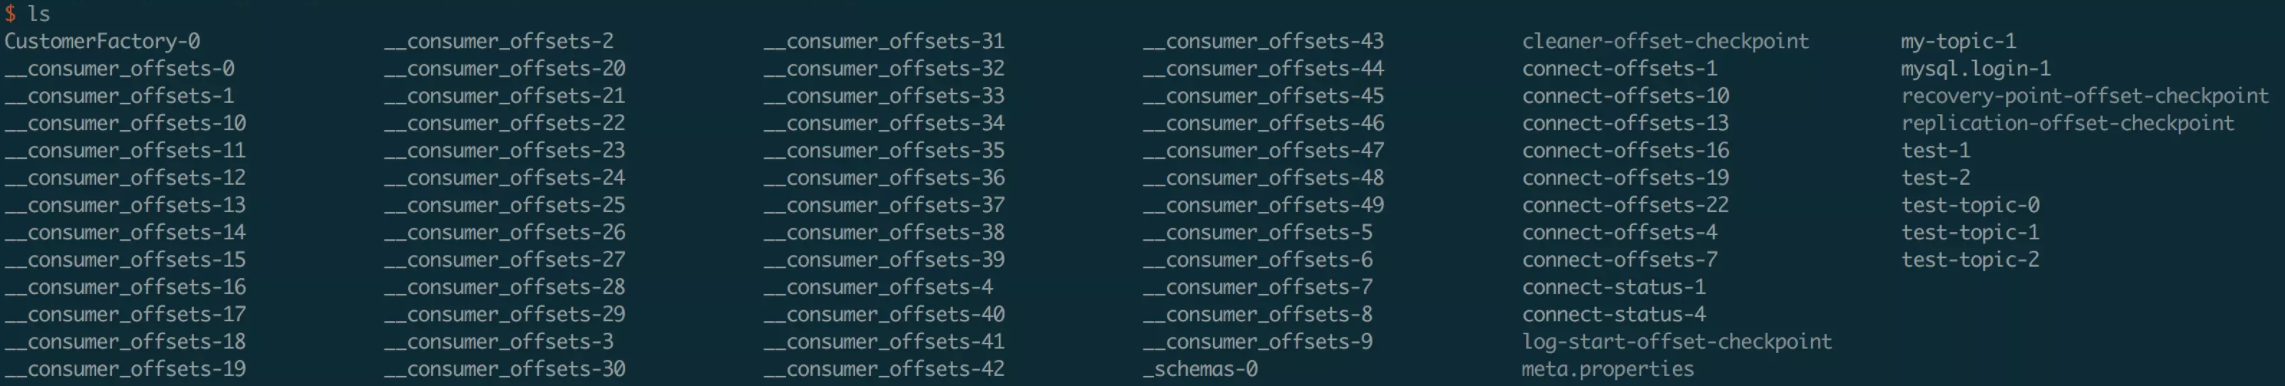 $ ls
CustomerFactory-0 __consumer_offsets-2 __consumer_offsets-31 __consumer_offsets-43 cleaner-offset-checkpoint my-topic-1
__consumer_offsets-0 __consumer_offsets-20 __consumer_offsets-32 __consumer_offsets-44 connect-offsets-1 mysql.login-1
__consumer_offsets-1 __consumer_offsets-21 __consumer_offsets-33 __consumer_offsets-45 connect-offsets-10 recovery-point-offset-checkpoint
__consumer_offsets-10 __consumer_offsets-22 __consumer_offsets-34 __consumer_offsets-46 connect-offsets-13 replication-offset-checkpoint
__consumer_offsets-11 __consumer_offsets-23 __consumer_offsets-35 __consumer_offsets-47 connect-offsets-16 test-1
__consumer_offsets-12 __consumer_offsets-24 __consumer_offsets-36 __consumer_offsets-48 connect-offsets-19 test-2
__consumer_offsets-13 __consumer_offsets-25 __consumer_offsets-37 __consumer_offsets-49 connect-offsets-22 test-topic-0
__consumer_offsets-14 __consumer_offsets-26 __consumer_offsets-38 __consumer_offsets-5 connect-offsets-4 test-topic-1
__consumer_offsets-15 __consumer_offsets-27 __consumer_offsets-39 __consumer_offsets-6 connect-offsets-7 test-topic-2
__consumer_offsets-16 __consumer_offsets-28 __consumer_offsets-4 __consumer_offsets-7 connect-status-1
__consumer_offsets-17 __consumer_offsets-29 __consumer_offsets-40 __consumer_offsets-8 connect-status-4
__consumer_offsets-18 __consumer_offsets-3 __consumer_offsets-41 __consumer_offsets-9 log-start-offset-checkpoint
__consumer_offsets-19 __consumer_offsets-30 __consumer_offsets-42 _schemas-0 meta.properties